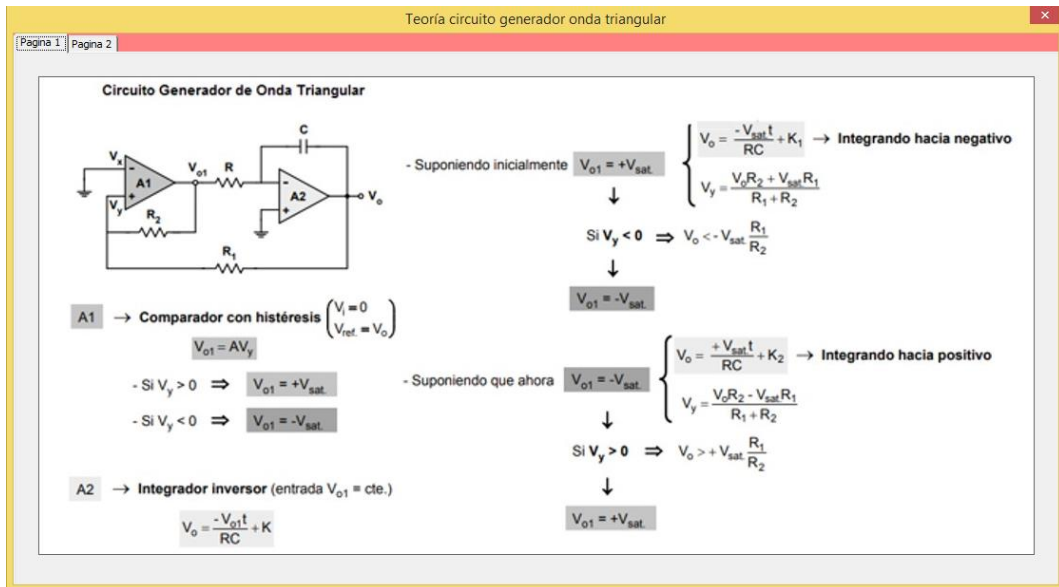 Teoría circuito generador onda triangular
Pagina 1 Pagina 2
Circuito Generador de Onda Triangular
C
Vx
Vo1 R
-
A1
+
Vy
-
A2
+
Vo
R2
R1
A1 → Comparador con histéresis (Vi = 0
Vref. = Vo)
Vo1 = AVy
- Si Vy > 0 ⇒ Vo1 = +Vsat.
- Si Vy < 0 ⇒ Vo1 = -Vsat.
A2 → Integrador inversor (entrada Vo1 = cte.)
Vo = -Vo1t / RC + K
- Suponiendo inicialmente Vo1 = +Vsat.
{ Vo = -Vsat.t / RC + K1 → Integrando hacia negativo
Vy = VoR2 + VsatR1 / R1 + R2
↓
Si Vy < 0 ⇒ Vo < - Vsat. R1 / R2
↓
Vo1 = -Vsat.
- Suponiendo que ahora Vo1 = -Vsat.
{ Vo = +Vsat.t / RC + K2 → Integrando hacia positivo
Vy = VoR2 - VsatR1 / R1 + R2
↓
Si Vy > 0 ⇒ Vo > + Vsat. R1 / R2
↓
Vo1 = +Vsat.